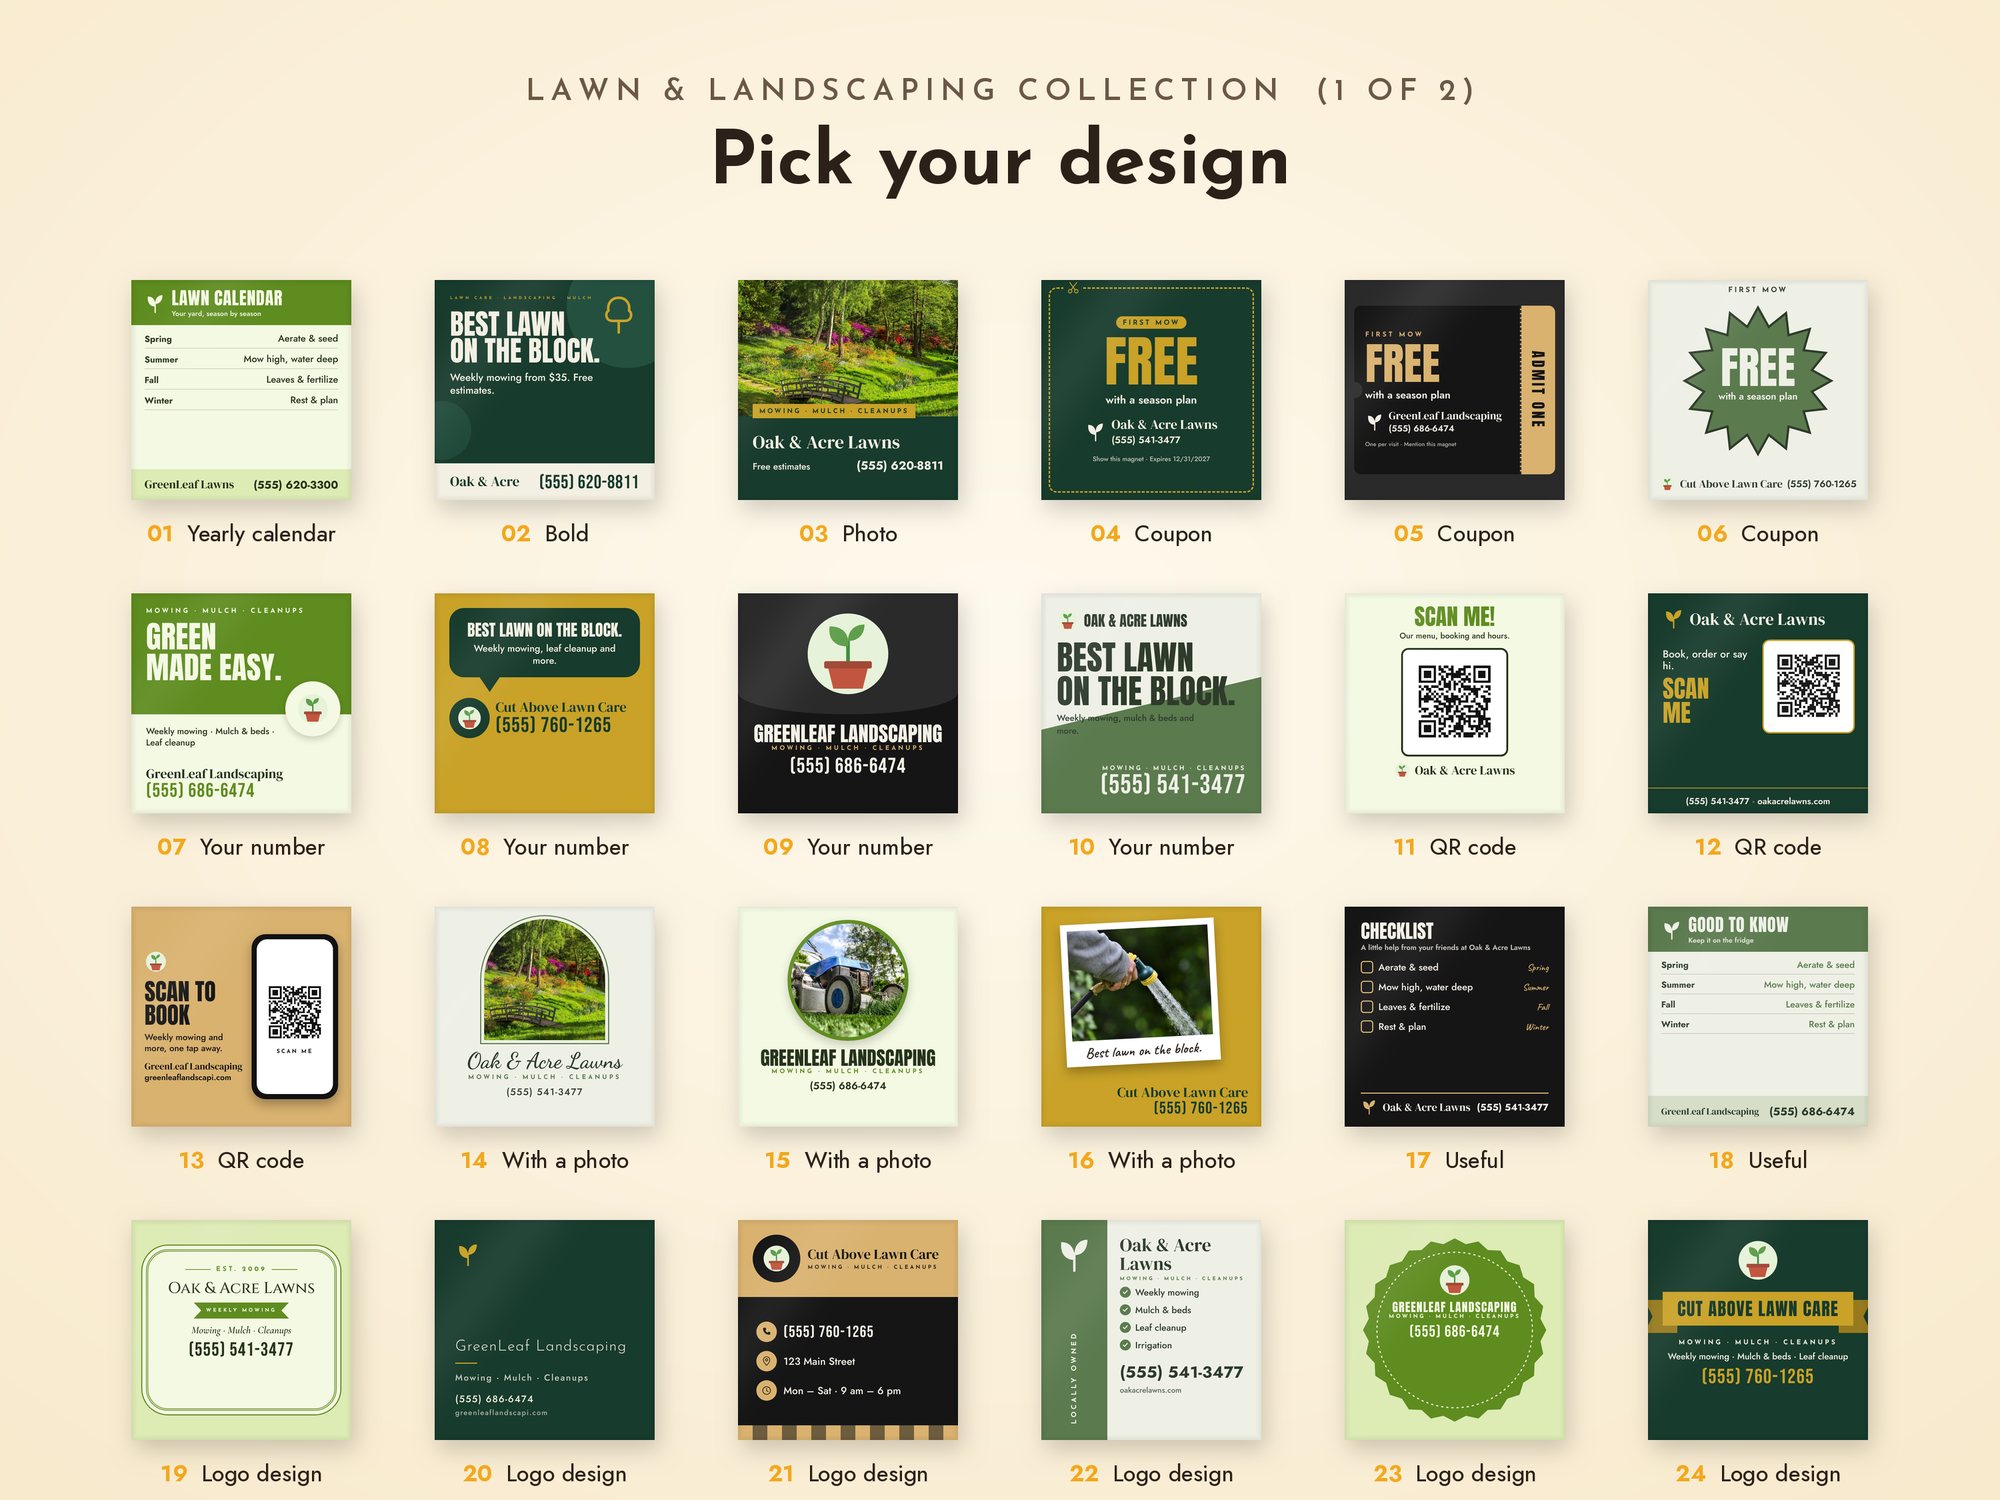 LAWN & LANDSCAPING COLLECTION (1 OF 2)
Pick your design
LAWN CALENDAR
Your yard, season by season
Spring Aerate & seed
Summer Mow high, water deep
Fall Leaves & fertilize
Winter Rest & plan
GreenLeaf Lawns (555) 620-3300
01 Yearly calendar
LAWN CARE · LANDSCAPING · MULCH
BEST LAWN
ON THE BLOCK.
Weekly mowing from $35. Free
estimates.
Oak & Acre (555) 620-8811
02 Bold
MOWING · MULCH · CLEANUPS
Oak & Acre Lawns
Free estimates (555) 620-8811
03 Photo
FIRST MOW
FREE
with a season plan
Oak & Acre Lawns
(555) 541-3477
Show this magnet · Expires 12/31/2027
04 Coupon
FIRST MOW
FREE
with a season plan
GreenLeaf Landscaping
(555) 686-6474
One per visit · Mention this magnet
ADMIT ONE
05 Coupon
FIRST MOW
FREE
with a season plan
Cut Above Lawn Care (555) 760-1265
06 Coupon
MOWING · MULCH · CLEANUPS
GREEN
MADE EASY.
Weekly mowing · Mulch & beds ·
Leaf cleanup
GreenLeaf Landscaping
(555) 686-6474
07 Your number
BEST LAWN ON THE BLOCK.
Weekly mowing, leaf cleanup and
more.
Cut Above Lawn Care
(555) 760-1265
08 Your number
GREENLEAF LANDSCAPING
MOWING · MULCH · CLEANUPS
(555) 686-6474
09 Your number
OAK & ACRE LAWNS
BEST LAWN
ON THE BLOCK.
Weekly mowing, mulch & beds and
more.
MOWING · MULCH · CLEANUPS
(555) 541-3477
10 Your number
SCAN ME!
Our menu, booking and hours.
Oak & Acre Lawns
11 QR code
Oak & Acre Lawns
Book, order or say
hi.
SCAN
ME
(555) 541-3477 · oakacrelawns.com
12 QR code
SCAN TO
BOOK
Weekly mowing and
more, one tap away.
GreenLeaf Landscaping
greenleaflandscapi.com
SCAN ME
13 QR code
Oak & Acre Lawns
MOWING · MULCH · CLEANUPS
(555) 541-3477
14 With a photo
GREENLEAF LANDSCAPING
MOWING · MULCH · CLEANUPS
(555) 686-6474
15 With a photo
Best lawn on the block.
Cut Above Lawn Care
(555) 760-1265
16 With a photo
CHECKLIST
A little help from your friends at Oak & Acre Lawns
Aerate & seed Spring
Mow high, water deep Summer
Leaves & fertilize Fall
Rest & plan Winter
Oak & Acre Lawns (555) 541-3477
17 Useful
GOOD TO KNOW
Keep it on the fridge
Spring Aerate & seed
Summer Mow high, water deep
Fall Leaves & fertilize
Winter Rest & plan
GreenLeaf Landscaping (555) 686-6474
18 Useful
EST. 2009
OAK & ACRE LAWNS
WEEKLY MOWING
Mowing · Mulch · Cleanups
(555) 541-3477
19 Logo design
GreenLeaf Landscaping
Mowing · Mulch · Cleanups
(555) 686-6474
greenleaflandscapi.com
20 Logo design
Cut Above Lawn Care
MOWING · MULCH · CLEANUPS
(555) 760-1265
123 Main Street
Mon – Sat · 9 am – 6 pm
21 Logo design
LOCALLY OWNED
Oak & Acre
Lawns
MOWING · MULCH · CLEANUPS
Weekly mowing
Mulch & beds
Leaf cleanup
Irrigation
(555) 541-3477
oakacrelawns.com
22 Logo design
GREENLEAF LANDSCAPING
MOWING · MULCH · CLEANUPS
(555) 686-6474
23 Logo design
CUT ABOVE LAWN CARE
MOWING · MULCH · CLEANUPS
Weekly mowing · Mulch & beds · Leaf cleanup
(555) 760-1265
24 Logo design